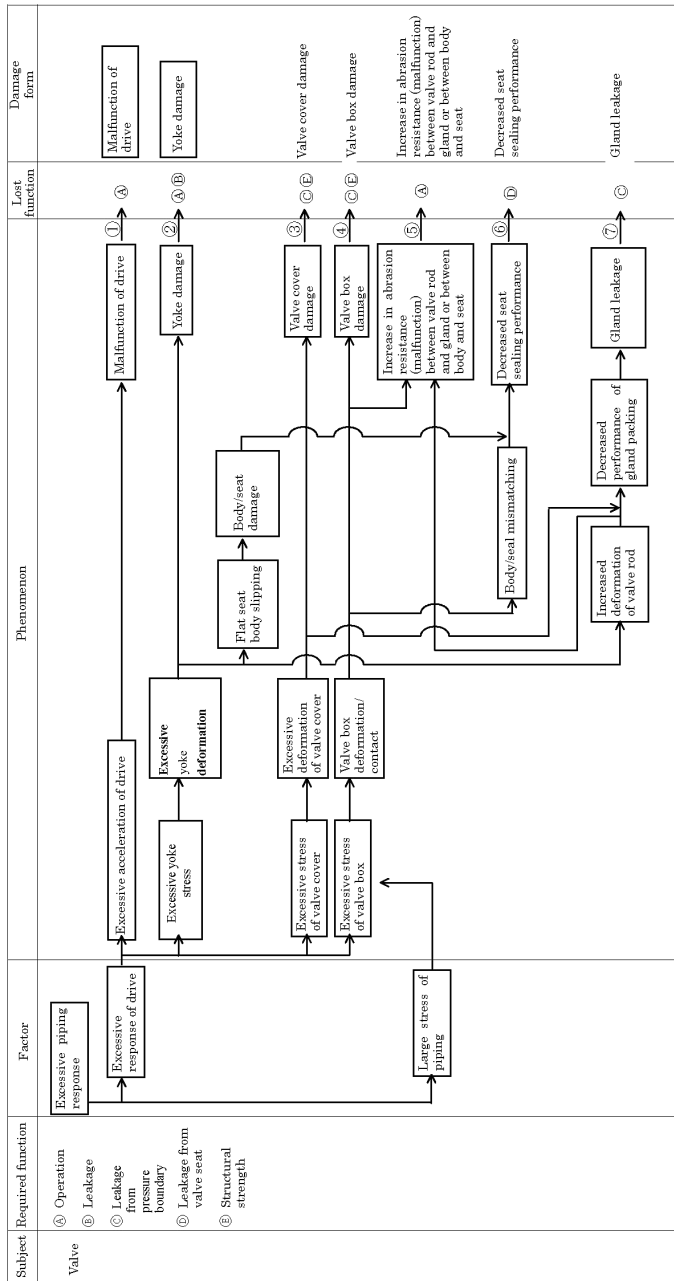 Subject
Required function
Factor
Phenomenon
Lost
function
Damage
form
Valve
Ⓐ Operation
Ⓑ Leakage
Ⓒ Leakage
from
pressure
boundary
Ⓓ Leakage from
valve seat
Ⓔ Structural
strength
Excessive piping
response
Excessive
response of drive
Large stress of
piping
Excessive acceleration of drive
Malfunction of drive
①
Ⓐ
Malfunction of
drive
Excessive yoke
stress
Excessive
yoke
deformation
Yoke damage
②
ⒶⒷ
Yoke damage
Flat seat
body slipping
Body/seat
damage
Excessive stress
of valve cover
Excessive
deformation
of valve cover
Valve cover
damage
③
ⒸⒺ
Valve cover damage
Excessive stress
of valve box
Valve box
deformation/
contact
Valve box
damage
④
ⒸⒺ
Valve box damage
Increase in abrasion
resistance
(malfunction)
between valve rod
and gland or between
body and seat
⑤
Ⓐ
Increase in abrasion
resistance (malfunction)
between valve rod and
gland or between body
and seat
Body/seal mismatching
Decreased seat
sealing performance
⑥
Ⓓ
Decreased seat
sealing performance
Increased
deformation
of valve rod
Decreased
performance of
gland packing
Gland leakage
⑦
Ⓒ
Gland leakage